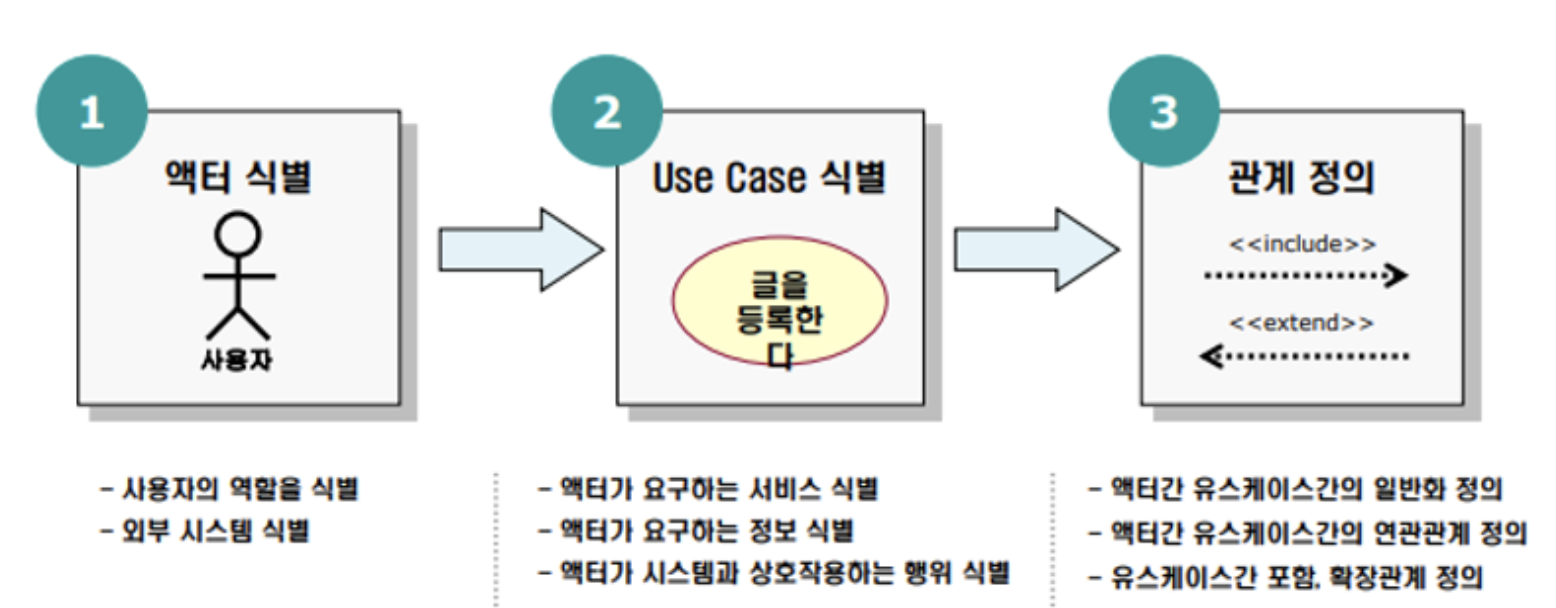 1
액터 식별
사용자
- 사용자의 역할을 식별
- 외부 시스템 식별
2
Use Case 식별
글을
등록한
다
- 액터가 요구하는 서비스 식별
- 액터가 요구하는 정보 식별
- 액터가 시스템과 상호작용하는 행위 식별
3
관계 정의
<<include>>
<<extend>>
- 액터간 유스케이스간의 일반화 정의
- 액터간 유스케이스간의 연관관계 정의
- 유스케이스간 포함, 확장관계 정의